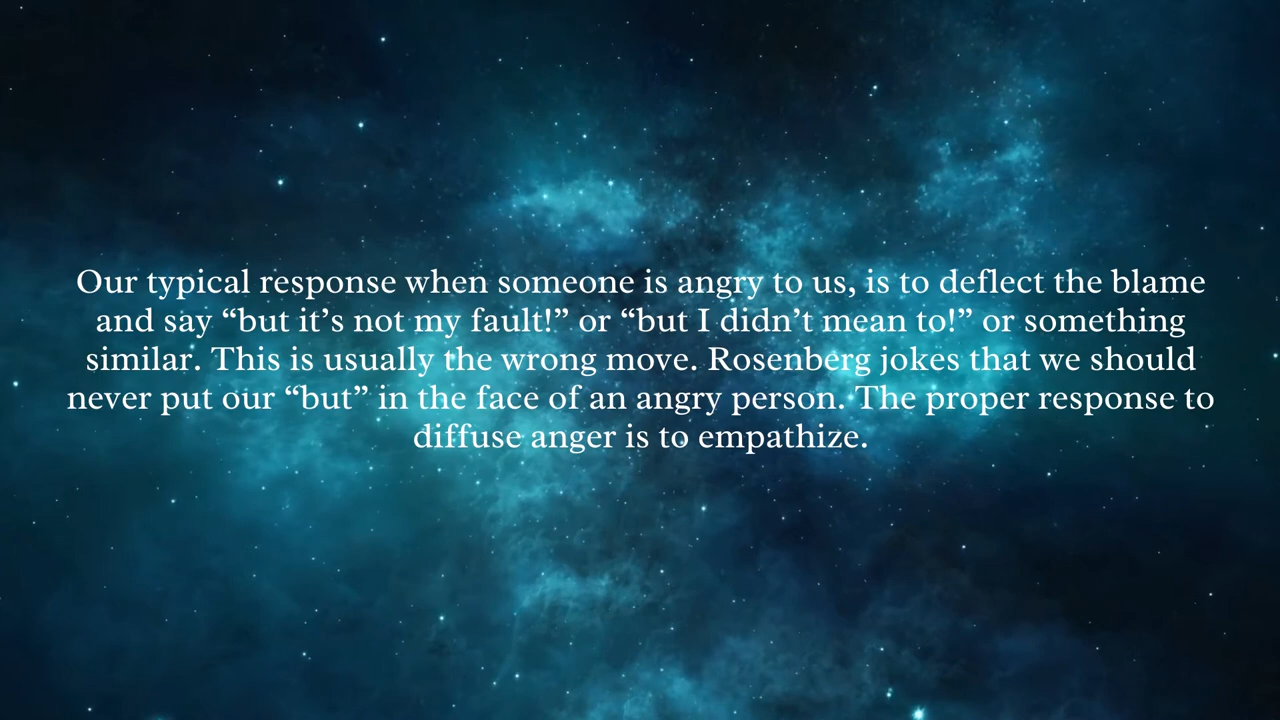 Our typical response when someone is angry to us, is to deflect the blame
and say “but it’s not my fault!” or “but I didn’t mean to!” or something
similar. This is usually the wrong move. Rosenberg jokes that we should
never put our “but” in the face of an angry person. The proper response to
diffuse anger is to empathize.